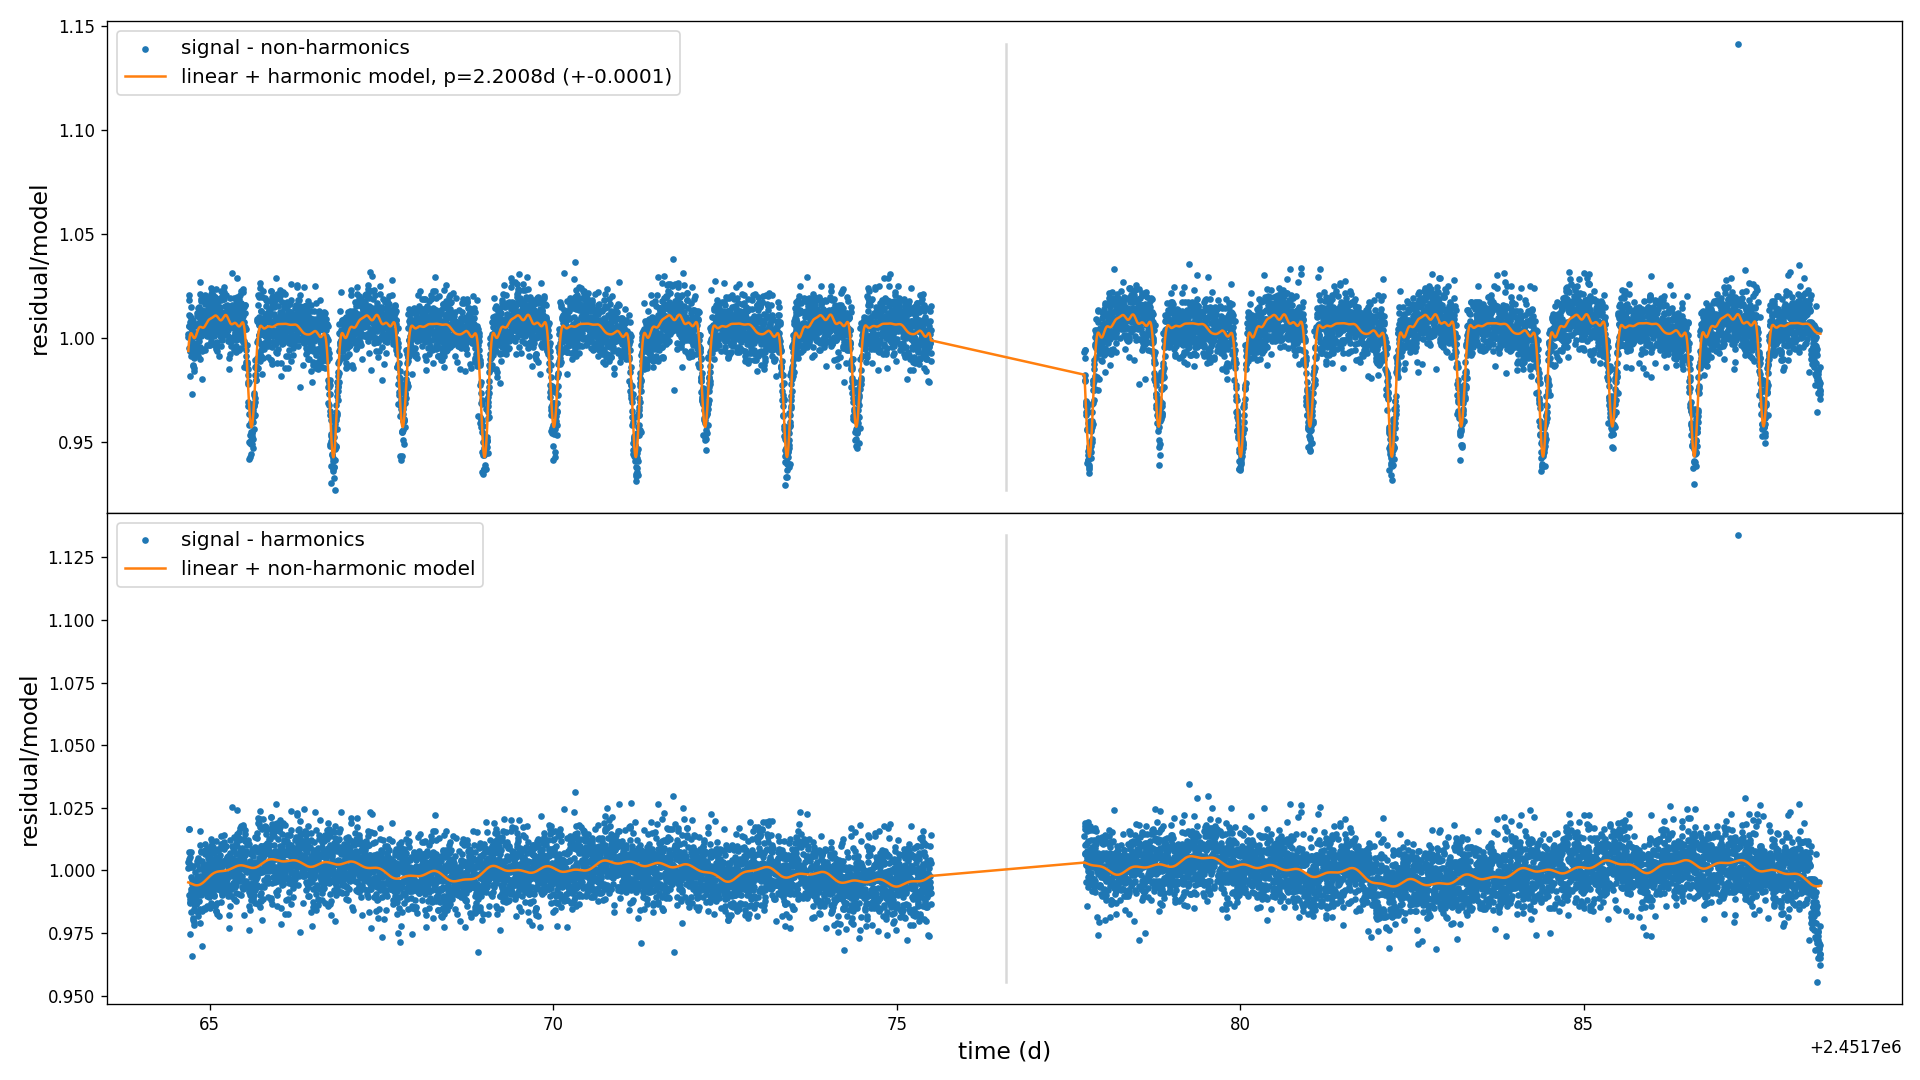 1.15
1.10
1.05
1.00
0.95
residual/model
signal - non-harmonics
linear + harmonic model, p=2.2008d (+-0.0001)
1.125
1.100
1.075
1.050
1.025
1.000
0.975
0.950
residual/model
signal - harmonics
linear + non-harmonic model
65
70
75
80
85
time (d)
+2.4517e6